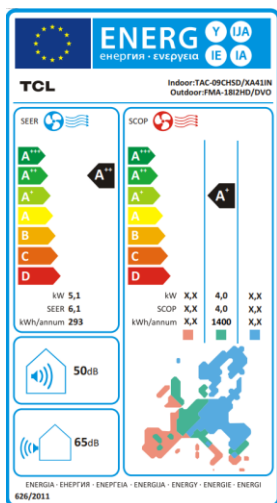 ENERG Y IJA
енергия · ενεργεια IE IA
TCL
Indoor:TAC-09CHSD/XA41IN
Outdoor:FMA-18I2HD/DVO
SEER
A+++
A++
A+
A
B
C
D
A++
kW 5,1
SEER 6,1
kWh/annum 293
SCOP
A+++
A++
A+
A
B
C
D
A+
kW X,X 4,0 X,X
SCOP X,X 4,0 X,X
kWh/annum X,X 1400 X,X
50dB
65dB
ENERGIA · ЕНЕРГИЯ · ΕΝΕΡΓΕΙΑ · ENERGIJA · ENERGY · ENERGIE · ENERGI
626/2011